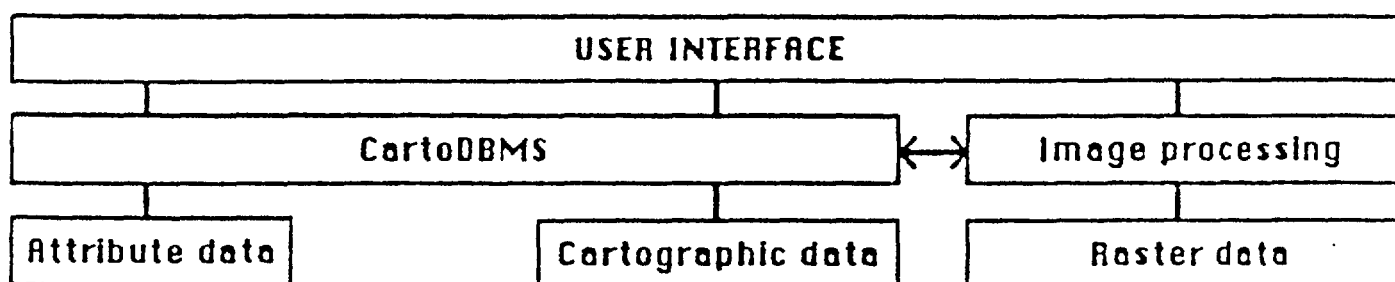 USER INTERFACE
CartoDBMS
Image processing
Attribute data
Cartographic data
Raster data